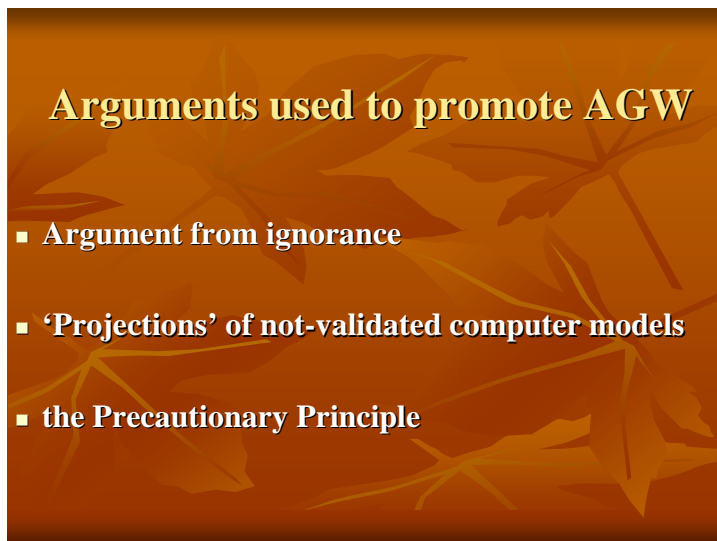 Arguments used to promote AGW
Argument from ignorance
‘Projections’ of not-validated computer models
the Precautionary Principle